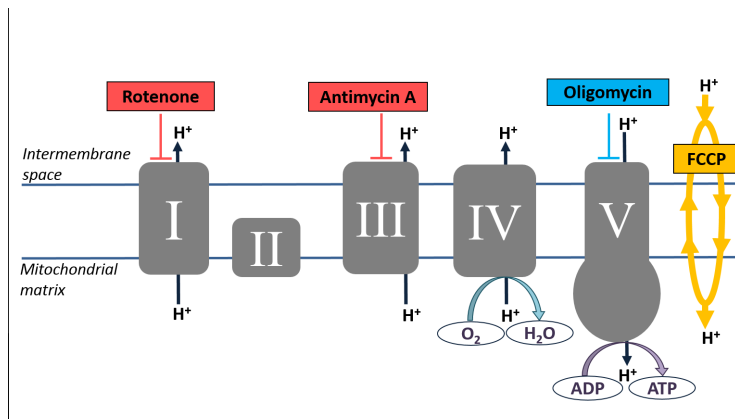 Rotenone
Antimycin A
Oligomycin
H⁺
H⁺
H⁺
H⁺
H⁺
FCCP
Intermembrane
space
I
II
III
IV
V
Mitochondrial
matrix
H⁺
H⁺
H⁺
O₂
H₂O
H⁺
H⁺
ADP
ATP